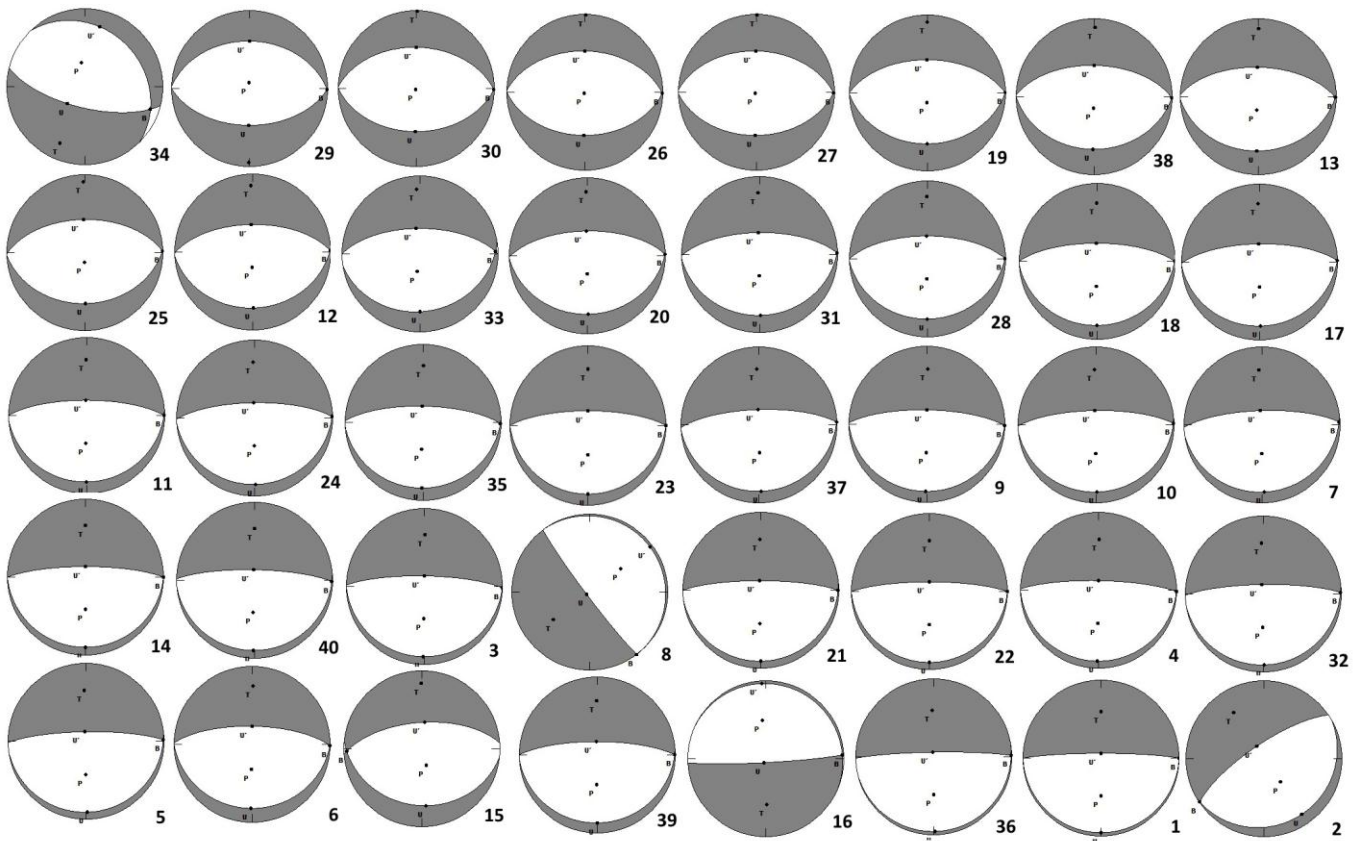 T T T T T T
U' U' U' U' U' U' U' U'
P P P P P P P P
B B B B B B B B
U U U U U U U U
T
34 29 30 26 27 19 38 13
T T T T T T T T
U' U' U' U' U' U' U' U'
B B B B B B B B
P P P P P P P P
U U U U U U U U
25 12 33 20 31 28 18 17
T T T T T T T T
U' U' U' U' U' U' U' U'
B B B B B B B B
P P P P P P P P
U U U U U U U U
11 24 35 23 37 9 10 7
T T T U' T T T T
U' U' U' P U' U' U' U'
B B B U B B B B
P P P T P P P P
U U U B U U U U
14 40 3 8 21 22 4 32
T T T T U' T T T
U' U' U' U' P U' U' U'
B B B B U B B B
P P P P B P P P
U U U U T U
5 6 15 39 16 36 1 2